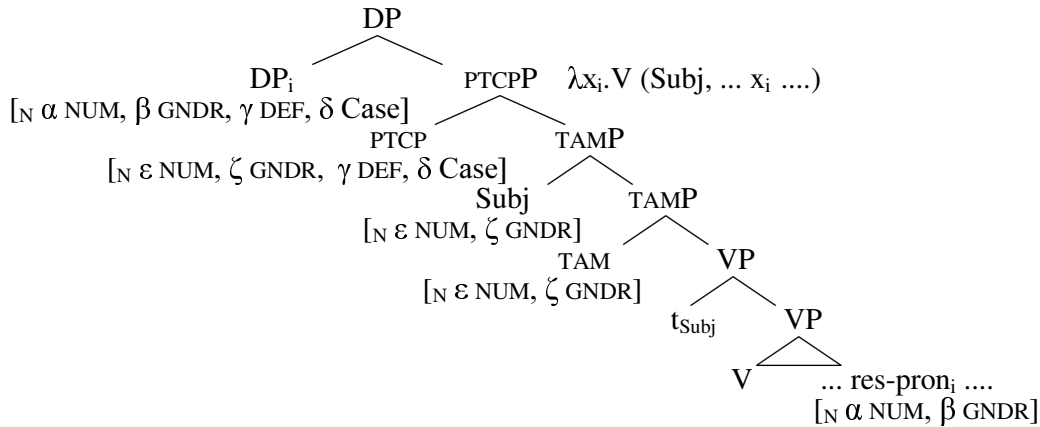 DP
DPᵢ PTCPP λxᵢ.V (Subj, ... xᵢ ....)
[N α NUM, β GNDR, γ DEF, δ Case]
PTCP TAMP
[N ε NUM, ζ GNDR, γ DEF, δ Case]
Subj TAMP
[N ε NUM, ζ GNDR]
TAM VP
[N ε NUM, ζ GNDR]
tSubj VP
V ... res-pronᵢ ....
[N α NUM, β GNDR]